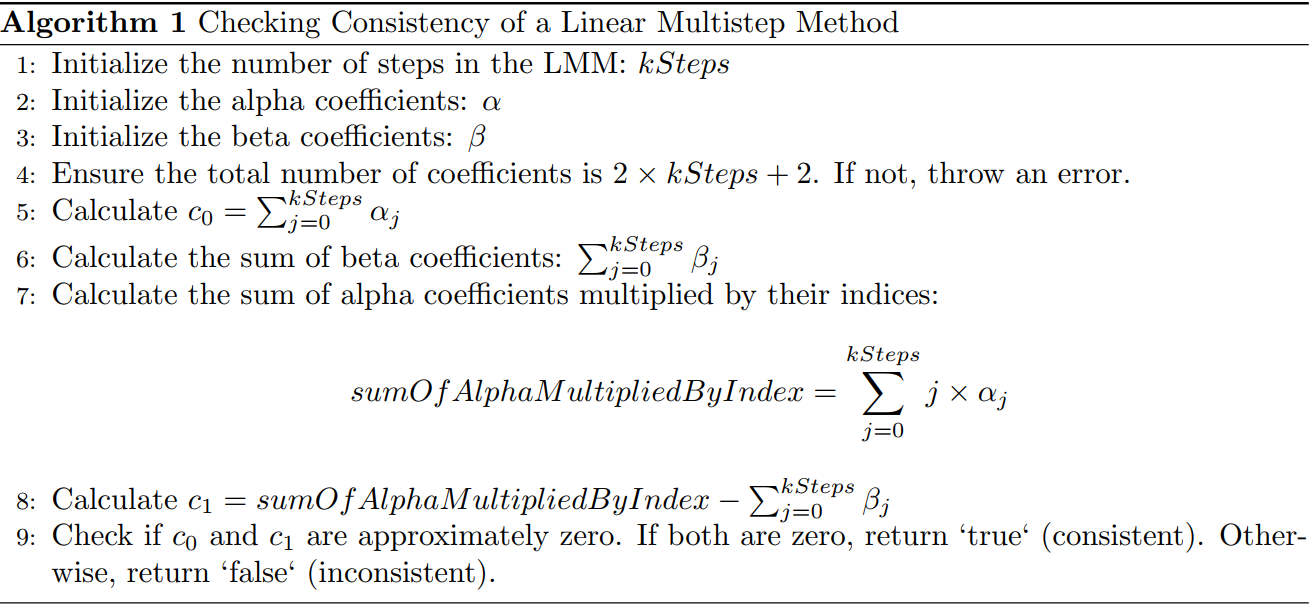 Algorithm 1 Checking Consistency of a Linear Multistep Method
1: Initialize the number of steps in the LMM: kSteps
2: Initialize the alpha coefficients: α
3: Initialize the beta coefficients: β
4: Ensure the total number of coefficients is 2 × kSteps + 2. If not, throw an error.
5: Calculate c₀ = ∑_{j=0}^{kSteps} α_j
6: Calculate the sum of beta coefficients: ∑_{j=0}^{kSteps} β_j
7: Calculate the sum of alpha coefficients multiplied by their indices:
sumOfAlphaMultipliedByIndex = ∑_{j=0}^{kSteps} j × α_j
8: Calculate c₁ = sumOfAlphaMultipliedByIndex − ∑_{j=0}^{kSteps} β_j
9: Check if c₀ and c₁ are approximately zero. If both are zero, return ‘true‘ (consistent). Other-
wise, return ‘false‘ (inconsistent).